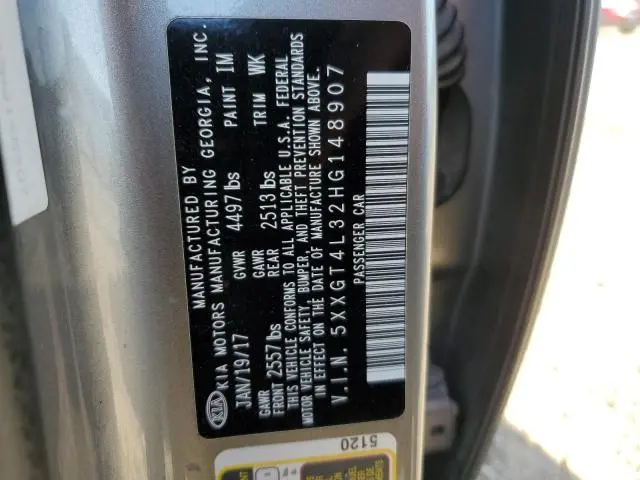 MANUFACTURED BY
KIA KIA MOTORS MANUFACTURING GEORGIA, INC.
JAN/19/17 GVWR 4497 lbs PAINT IM
GAWR FRONT 2557 lbs GAWR REAR 2513 lbs TRIM WK
THIS VEHICLE CONFORMS TO ALL APPLICABLE U.S.A. FEDERAL
MOTOR VEHICLE SAFETY, BUMPER, AND THEFT PREVENTION STANDARDS
IN EFFECT ON THE DATE OF MANUFACTURE SHOWN ABOVE.
V.I.N. 5XXGT4L32HG148907
PASSENGER CAR
5120